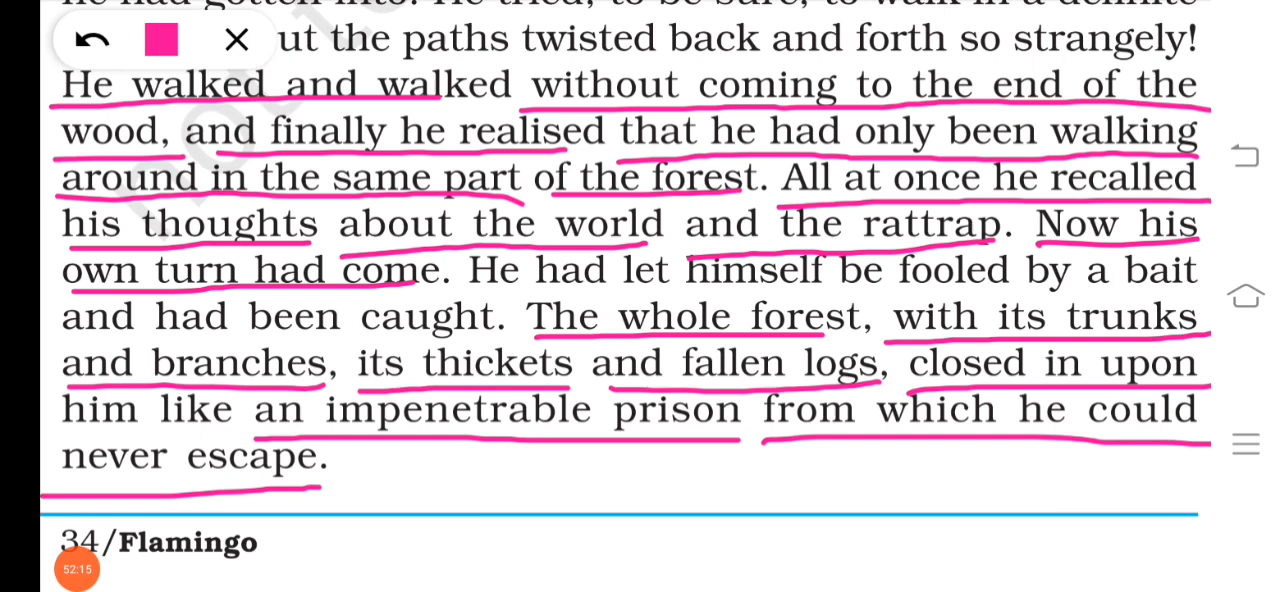 ut the paths twisted back and forth so strangely!
He walked and walked without coming to the end of the
wood, and finally he realised that he had only been walking
around in the same part of the forest. All at once he recalled
his thoughts about the world and the rattrap. Now his
own turn had come. He had let himself be fooled by a bait
and had been caught. The whole forest, with its trunks
and branches, its thickets and fallen logs, closed in upon
him like an impenetrable prison from which he could
never escape.
34/Flamingo
52:15